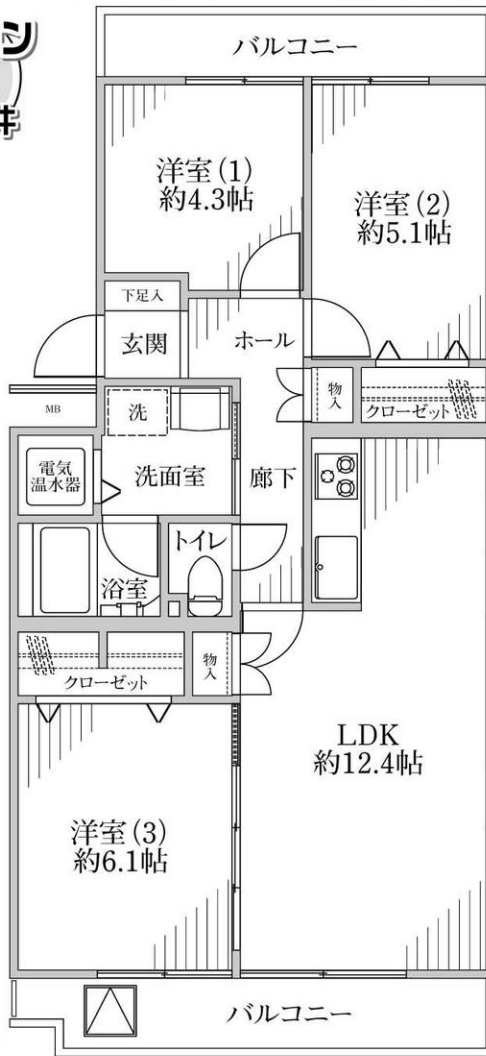 ン
バルコニー
洋室(1)
約4.3帖
洋室(2)
約5.1帖
下足入
玄関
ホール
物入
クローゼット
MB
洗
電気
温水器
洗面室
廊下
トイレ
浴室
物入
クローゼット
LDK
約12.4帖
洋室(3)
約6.1帖
バルコニー